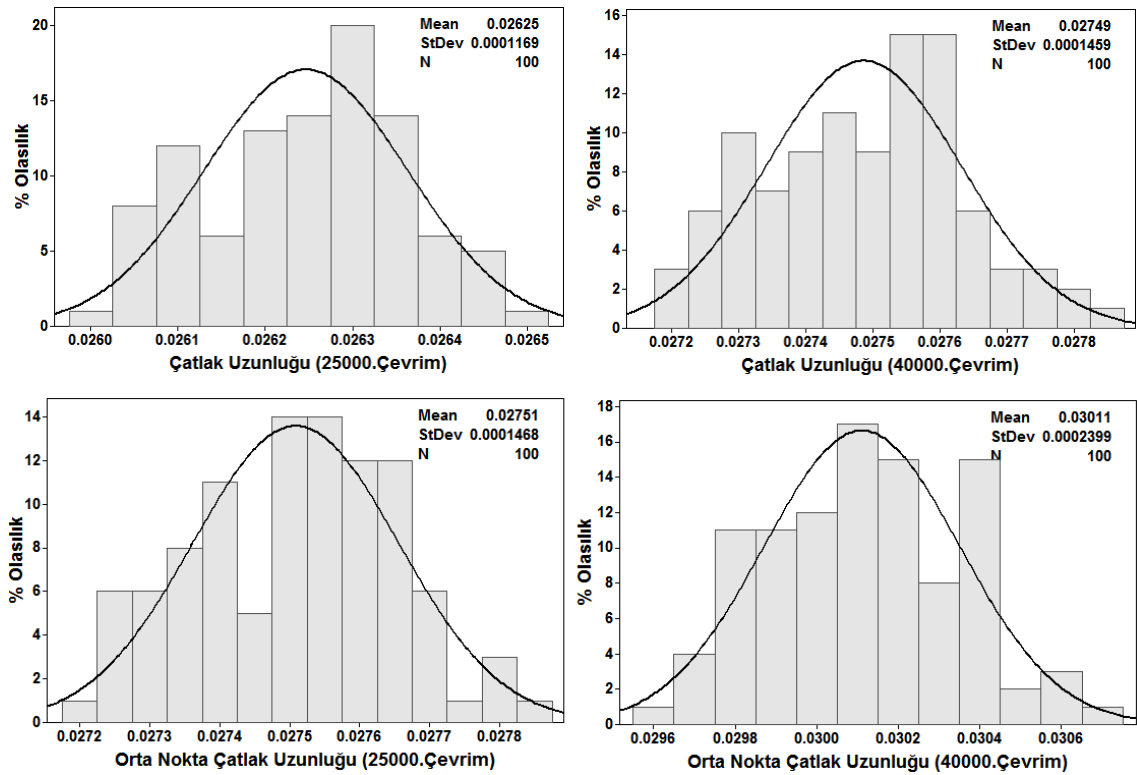 Mean 0.02625
StDev 0.0001169
N 100
20
15
10
5
0
% Olasılık
0.0260 0.0261 0.0262 0.0263 0.0264 0.0265
Çatlak Uzunluğu (25000.Çevrim)
Mean 0.02749
StDev 0.0001459
N 100
16
14
12
10
8
6
4
2
0
% Olasılık
0.0272 0.0273 0.0274 0.0275 0.0276 0.0277 0.0278
Çatlak Uzunluğu (40000.Çevrim)
Mean 0.02751
StDev 0.0001468
N 100
14
12
10
8
6
4
2
0
% Olasılık
0.0272 0.0273 0.0274 0.0275 0.0276 0.0277 0.0278
Orta Nokta Çatlak Uzunluğu (25000.Çevrim)
Mean 0.03011
StDev 0.0002399
N 100
18
16
14
12
10
8
6
4
2
0
% Olasılık
0.0296 0.0298 0.0300 0.0302 0.0304 0.0306
Orta Nokta Çatlak Uzunluğu (40000.Çevrim)